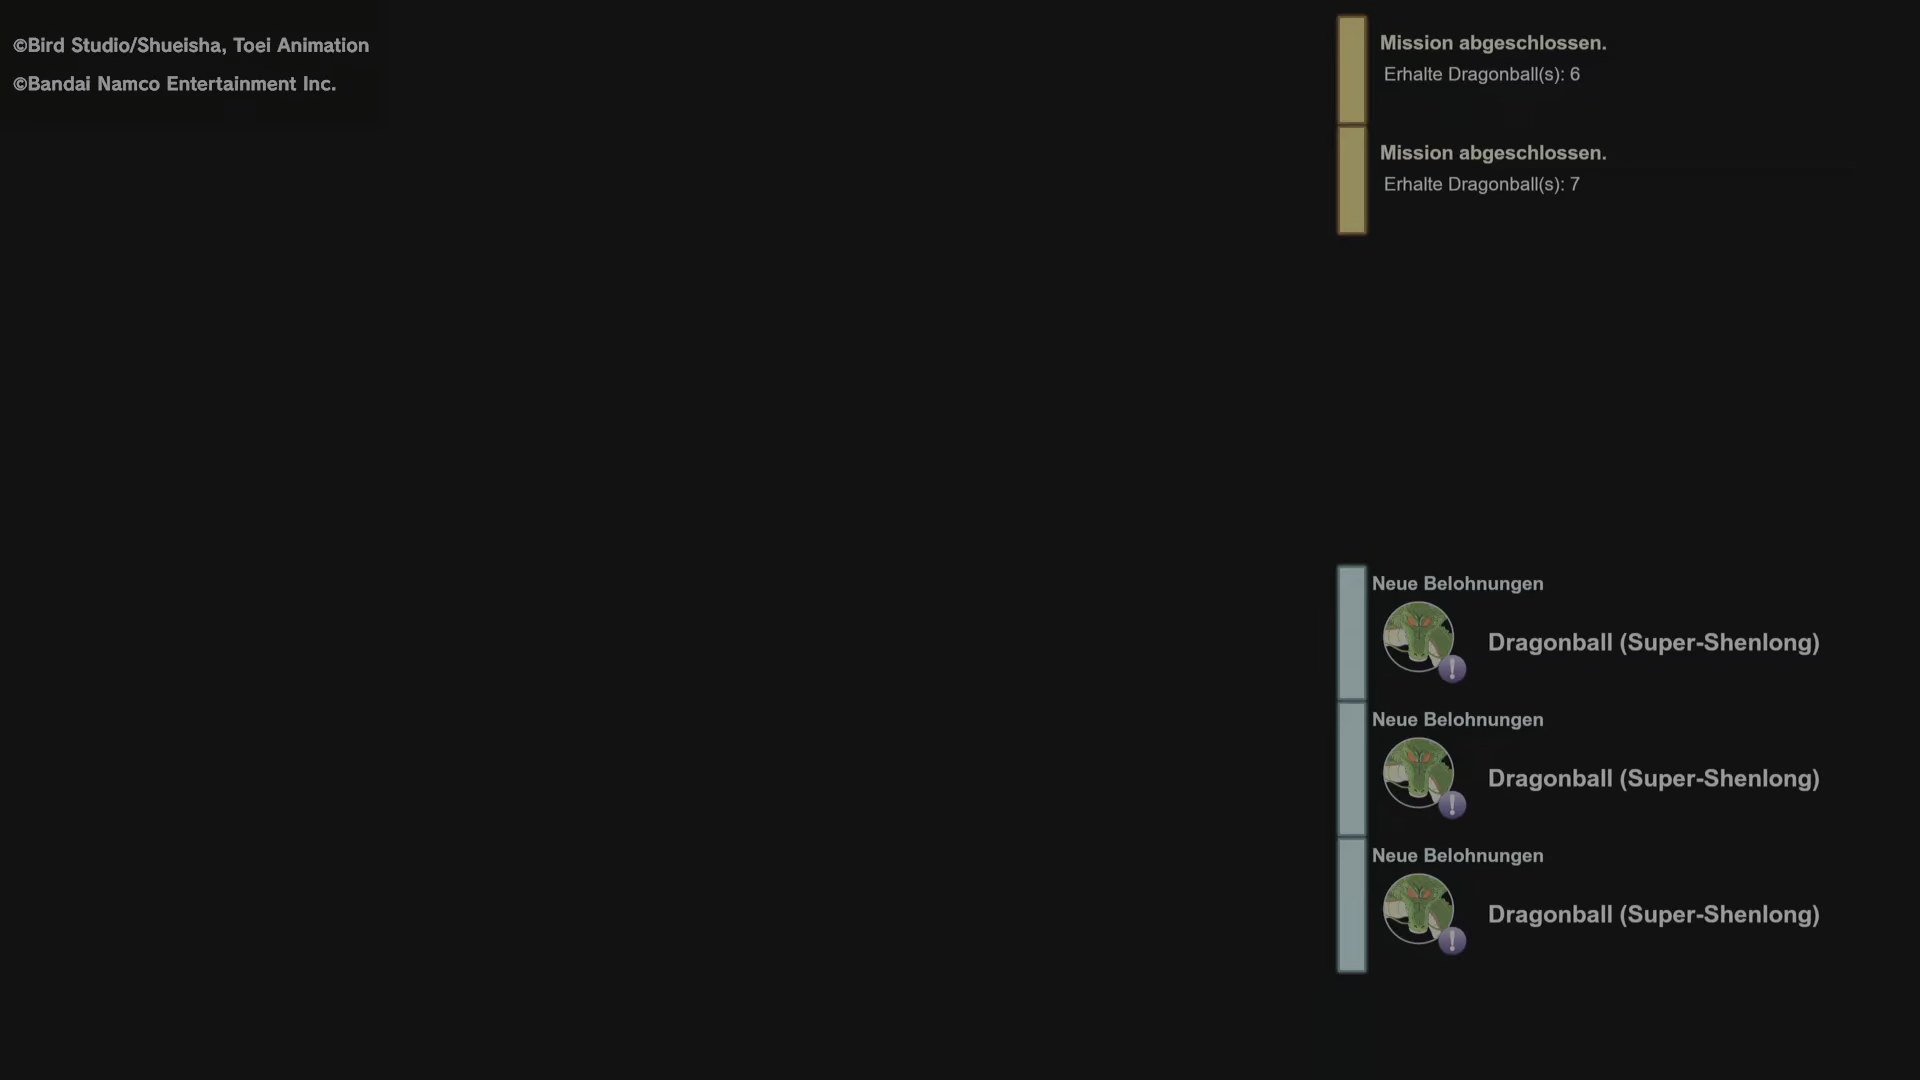 ©Bird Studio/Shueisha, Toei Animation
©Bandai Namco Entertainment Inc.
Mission abgeschlossen.
Erhalte Dragonball(s): 6
Mission abgeschlossen.
Erhalte Dragonball(s): 7
Neue Belohnungen
Dragonball (Super-Shenlong)
Neue Belohnungen
Dragonball (Super-Shenlong)
Neue Belohnungen
Dragonball (Super-Shenlong)